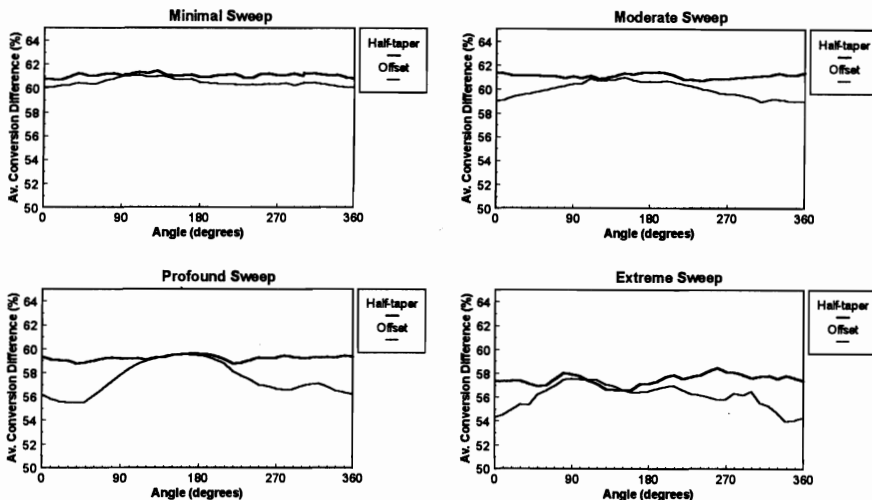 Minimal Sweep
Av. Conversion Difference (%)
64
62
60
58
56
54
52
50
0
90
180
270
360
Angle (degrees)
Half-taper
Offset
Moderate Sweep
Av. Conversion Difference (%)
64
62
60
58
56
54
52
50
0
90
180
270
360
Angle (degrees)
Half-taper
Offset
Profound Sweep
Av. Conversion Difference (%)
64
62
60
58
56
54
52
50
0
90
180
270
360
Angle (degrees)
Half-taper
Offset
Extreme Sweep
Av. Conversion Difference (%)
64
62
60
58
56
54
52
50
0
90
180
270
360
Angle (degrees)
Half-taper
Offset